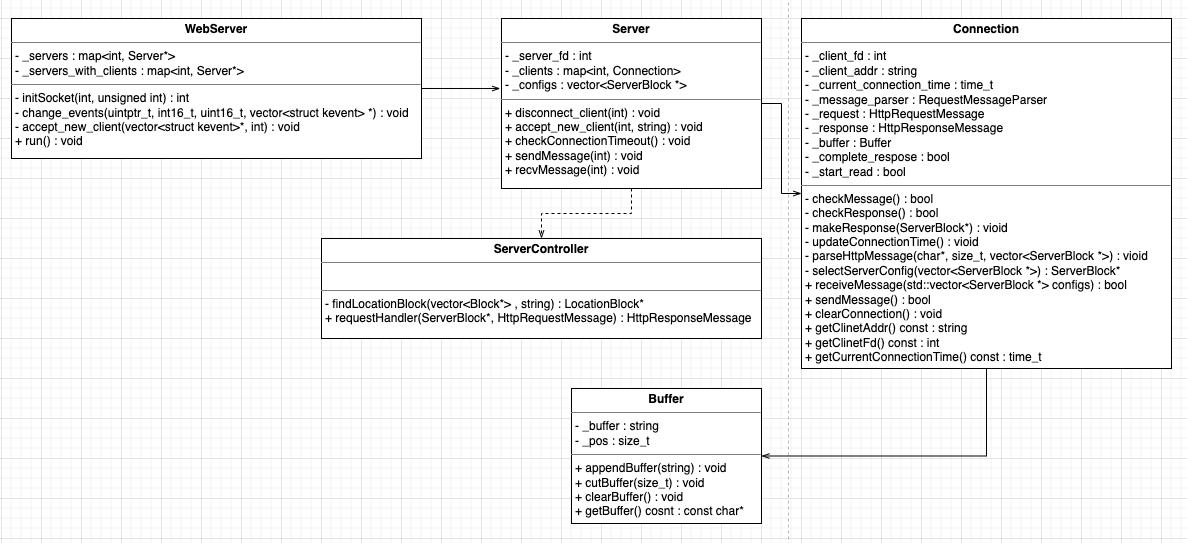 WebServer
- _servers : map<int, Server*>
- _servers_with_clients : map<int, Server*>
- initSocket(int, unsigned int) : int
- change_events(uintptr_t, int16_t, uint16_t, vector<struct kevent> *) : void
- accept_new_client(vector<struct kevent>*, int) : void
+ run() : void
Server
- _server_fd : int
- _clients : map<int, Connection>
- _configs : vector<ServerBlock *>
+ disconnect_client(int) : void
+ accept_new_client(int, string) : void
+ checkConnectionTimeout() : void
+ sendMessage(int) : void
+ recvMessage(int) : void
Connection
- _client_fd : int
- _client_addr : string
- _current_connection_time : time_t
- _message_parser : RequestMessageParser
- _request : HttpRequestMessage
- _response : HttpResponseMessage
- _buffer : Buffer
- _complete_respose : bool
- _start_read : bool
- checkMessage() : bool
- checkResponse() : bool
- makeResponse(ServerBlock*) : vioid
- updateConnectionTime() : vioid
- parseHttpMessage(char*, size_t, vector<ServerBlock *>) : vioid
- selectServerConfig(vector<ServerBlock *>) : ServerBlock*
+ receiveMessage(std::vector<ServerBlock *> configs) : bool
+ sendMessage() : bool
+ clearConnection() : void
+ getClinetAddr() const : string
+ getClinetFd() const : int
+ getCurrentConnectionTime() const : time_t
ServerController
- findLocationBlock(vector<Block*> , string) : LocationBlock*
+ requestHandler(ServerBlock*, HttpRequestMessage) : HttpResponseMessage
Buffer
- _buffer : string
- _pos : size_t
+ appendBuffer(string) : void
+ cutBuffer(size_t) : void
+ clearBuffer() : void
+ getBuffer() cosnt : const char*